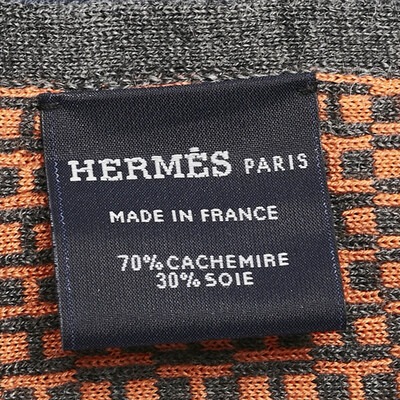 HERMÈS PARIS
MADE IN FRANCE
70% CACHEMIRE
30% SOIE